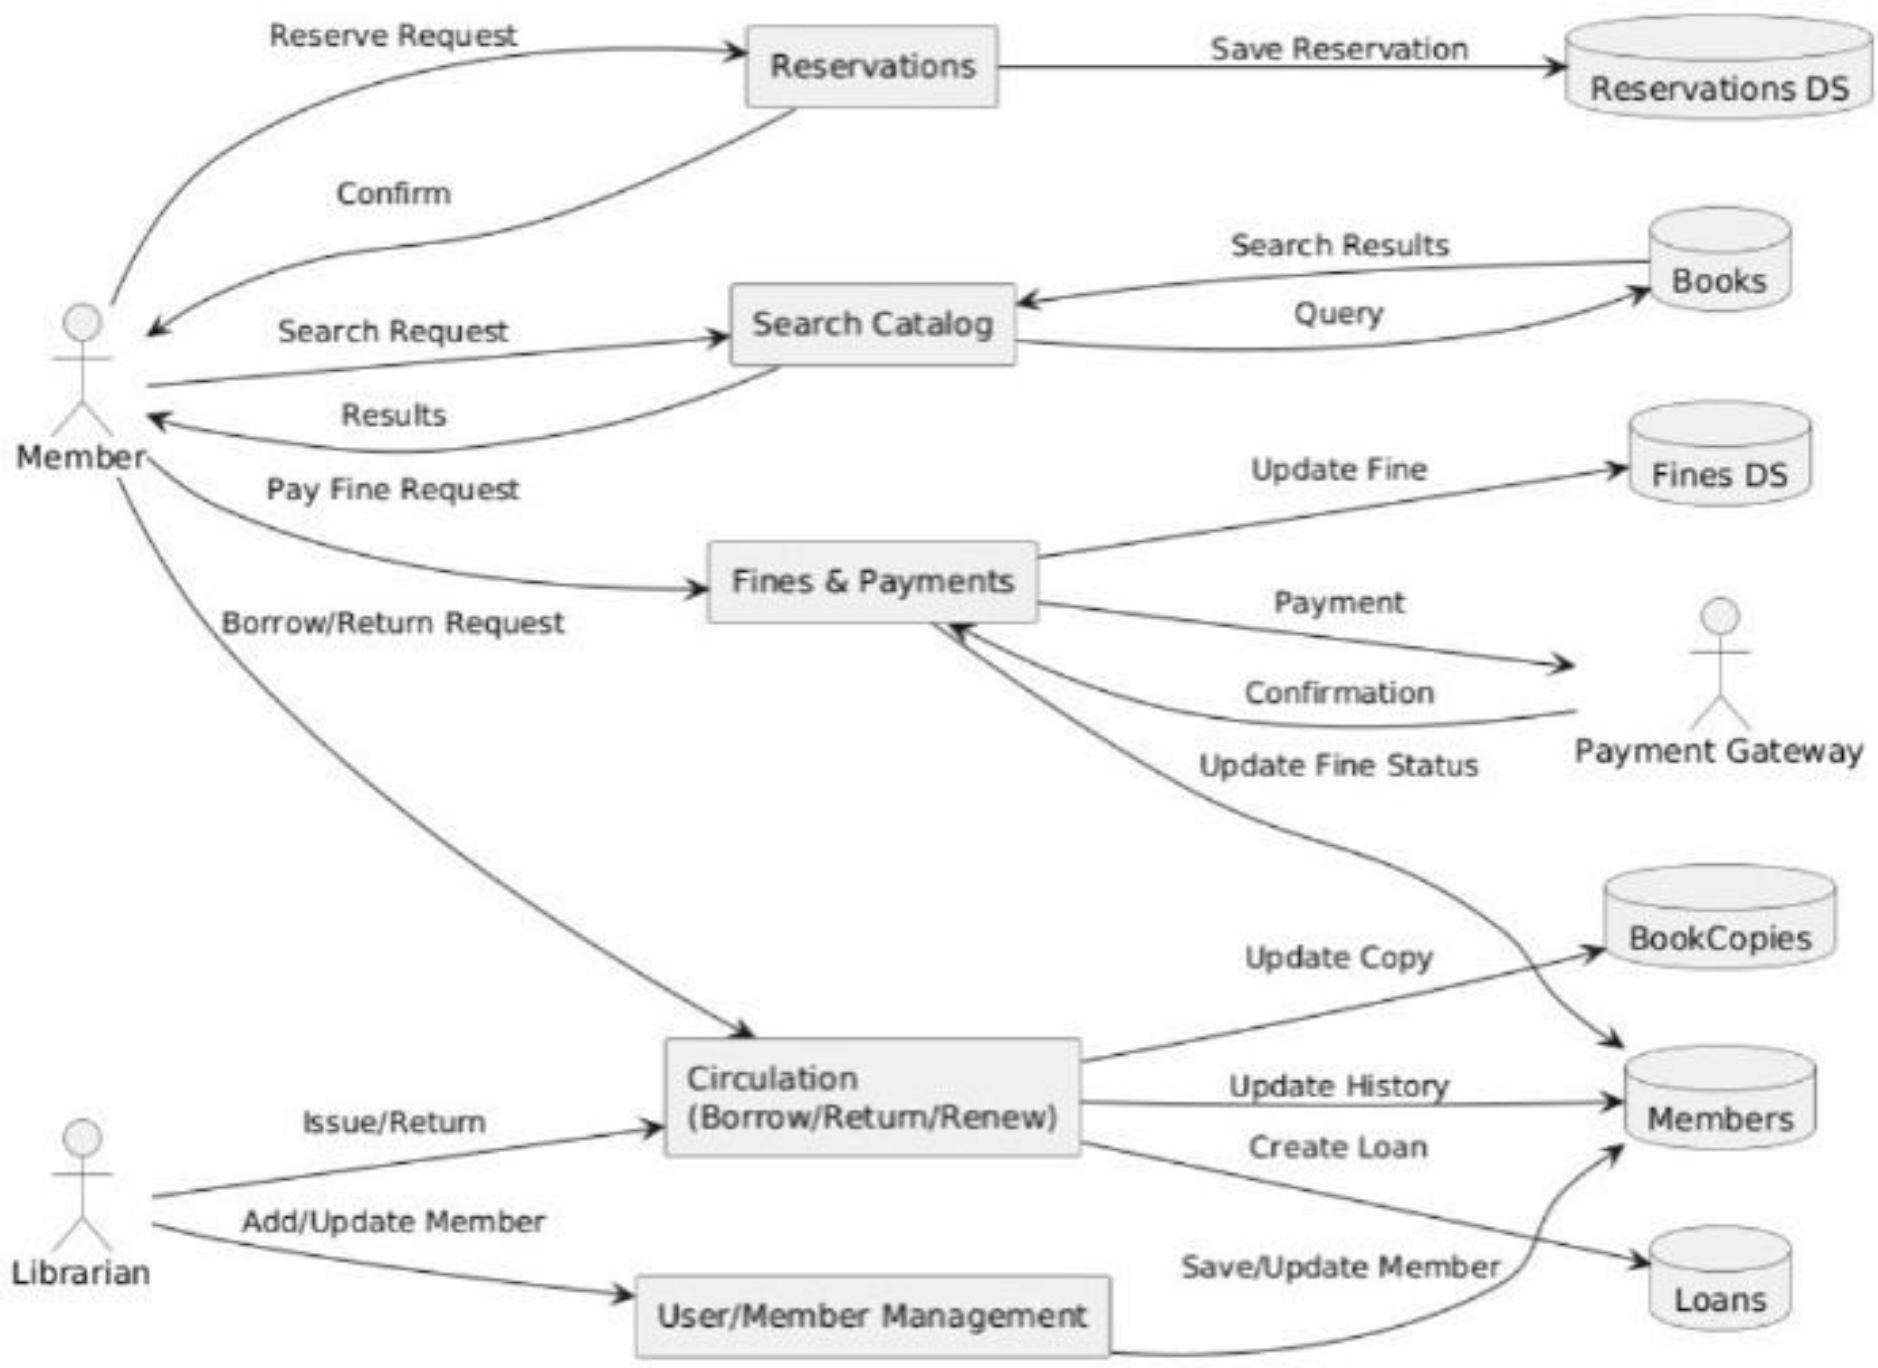 Reserve Request
Reservations
Save Reservation
Reservations DS
Confirm
Search Results
Books
Search Request
Search Catalog
Query
Results
Member
Pay Fine Request
Update Fine
Fines DS
Fines & Payments
Payment
Borrow/Return Request
Confirmation
Payment Gateway
Update Fine Status
BookCopies
Update Copy
Circulation
(Borrow/Return/Renew)
Update History
Members
Issue/Return
Create Loan
Add/Update Member
Librarian
Save/Update Member
Loans
User/Member Management